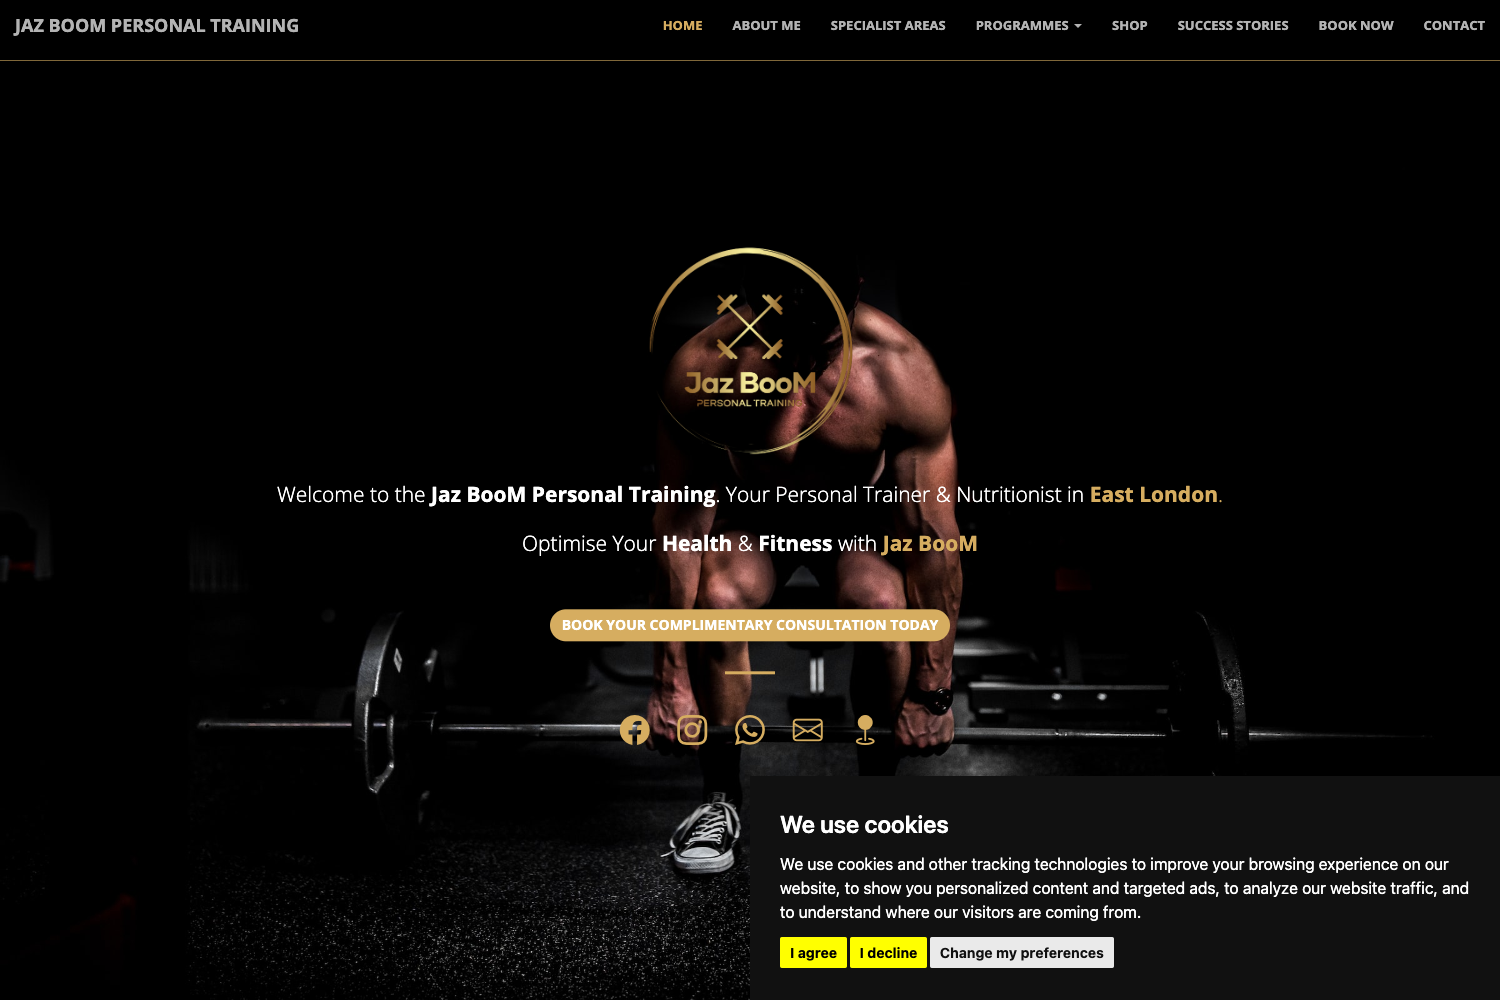 JAZ BOOM PERSONAL TRAINING
HOME ABOUT ME SPECIALIST AREAS PROGRAMMES SHOP SUCCESS STORIES BOOK NOW CONTACT
Jaz BooM
PERSONAL TRAINING
Welcome to the Jaz BooM Personal Training. Your Personal Trainer & Nutritionist in East London.
Optimise Your Health & Fitness with Jaz BooM
BOOK YOUR COMPLIMENTARY CONSULTATION TODAY
We use cookies
We use cookies and other tracking technologies to improve your browsing experience on our
website, to show you personalized content and targeted ads, to analyze our website traffic, and
to understand where our visitors are coming from.
I agree I decline Change my preferences